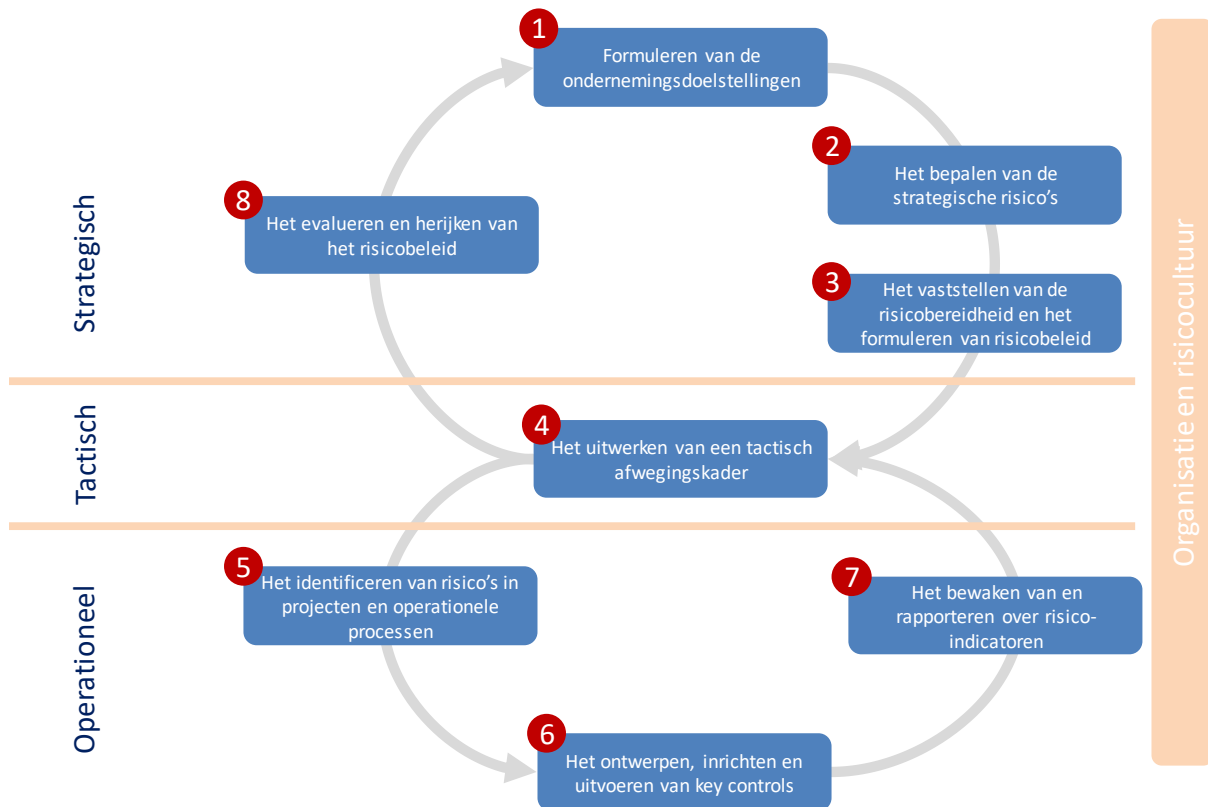 1
Formuleren van de
ondernemingsdoelstellingen
2
Het bepalen van de
strategische risico's
8
Het evalueren en herijken van
het risicobeleid
3
Het vaststellen van de
risicobereidheid en het
formuleren van risicobeleid
Strategisch
4
Het uitwerken van een tactisch
afwegingskader
Tactisch
5
Het identificeren van risico's in
projecten en operationele
processen
7
Het bewaken van en
rapporteren over risico-
indicatoren
6
Het ontwerpen, inrichten en
uitvoeren van key controls
Operationeel
Organisatie en risicocultuur